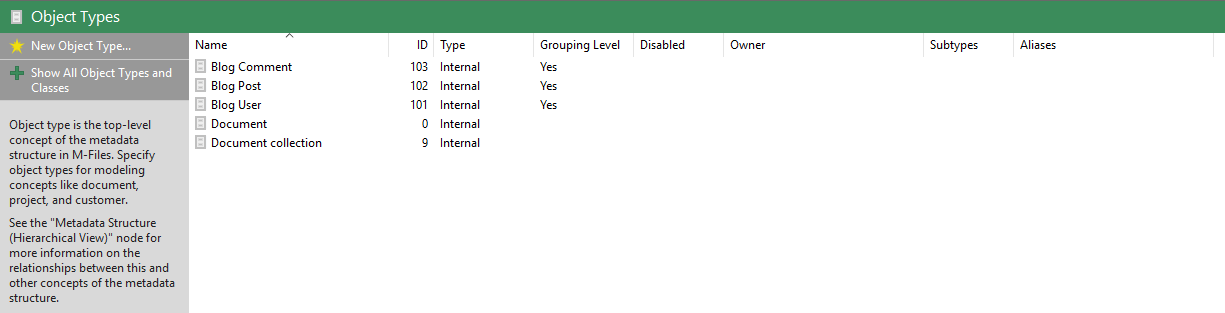 Object Types
New Object Type...
Show All Object Types and
Classes
Object type is the top-level
concept of the metadata
structure in M-Files. Specify
object types for modeling
concepts like document,
project, and customer.
See the "Metadata Structure
(Hierarchical View)" node for
more information on the
relationships between this and
other concepts of the metadata
structure.
Name ID Type Grouping Level Disabled Owner Subtypes Aliases
Blog Comment 103 Internal Yes
Blog Post 102 Internal Yes
Blog User 101 Internal Yes
Document 0 Internal
Document collection 9 Internal